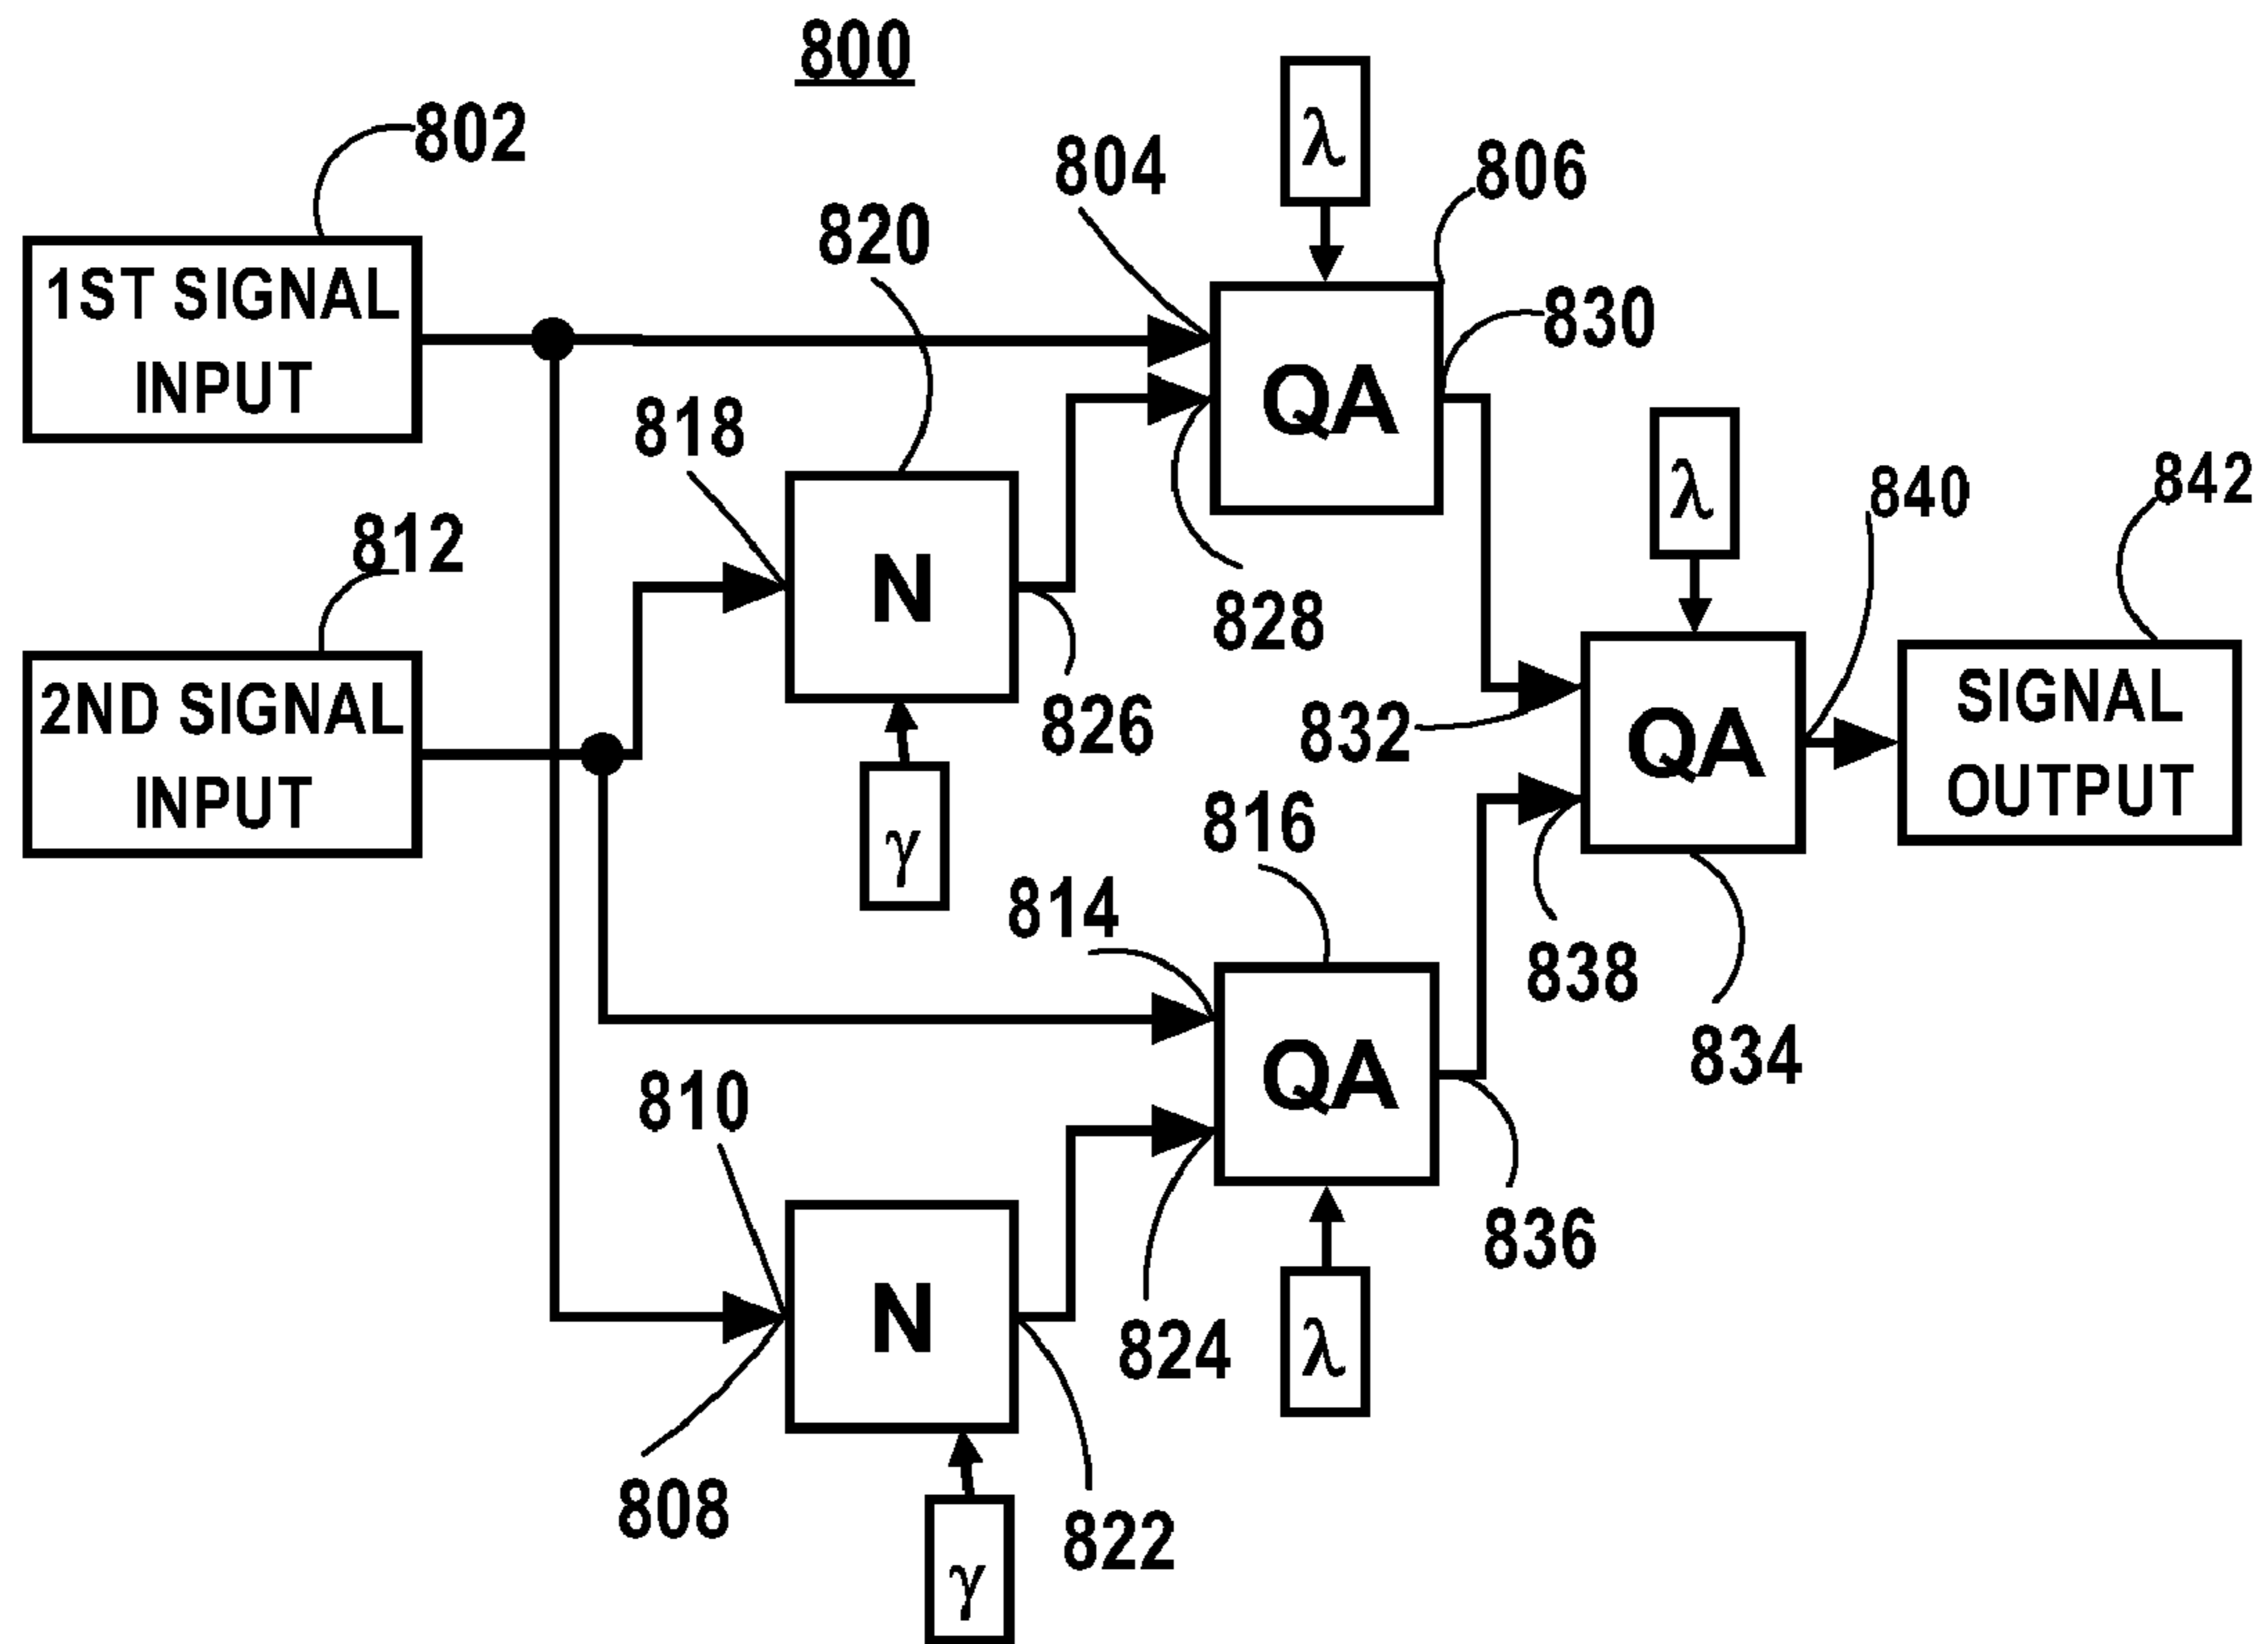 800
802
804
λ
806
820
1ST SIGNAL
INPUT
830
QA
818
812
λ
840
842
N
828
2ND SIGNAL
INPUT
826
832
QA
SIGNAL
OUTPUT
γ
816
814
838
834
QA
810
836
N
824
λ
808
822
γ